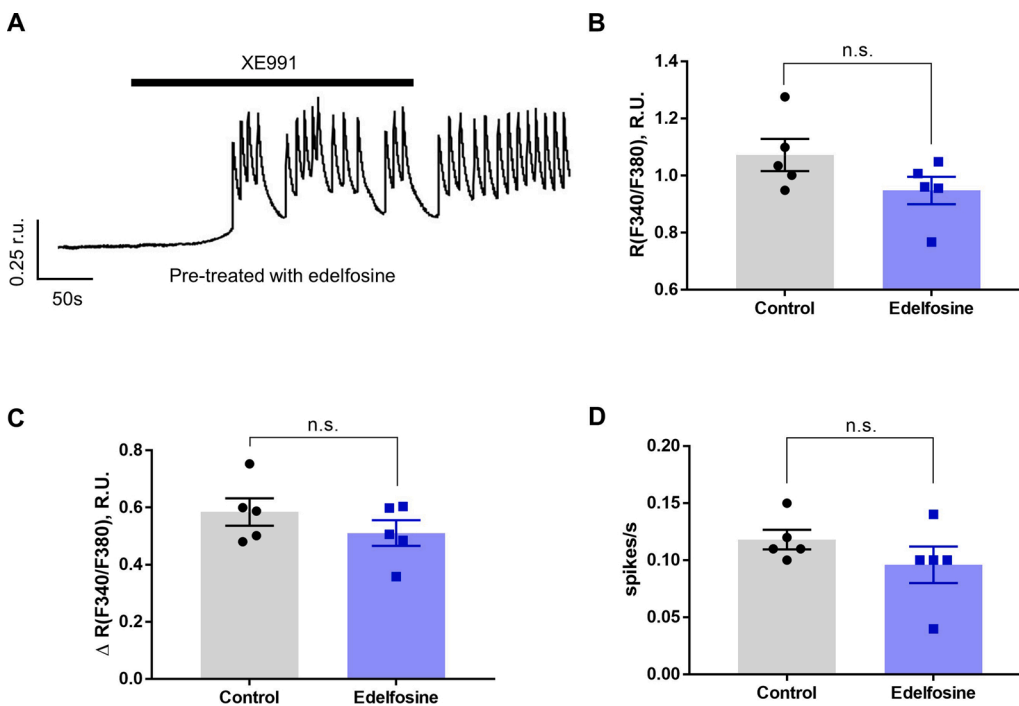 A
XE991
0.25 r.u.
50s
Pre-treated with edelfosine
B
n.s.
R(F340/F380), R.U.
1.4
1.2
1.0
0.8
0.6
Control
Edelfosine
C
n.s.
Δ R(F340/F380), R.U.
0.8
0.6
0.4
0.2
0.0
Control
Edelfosine
D
n.s.
spikes/s
0.20
0.15
0.10
0.05
0.00
Control
Edelfosine